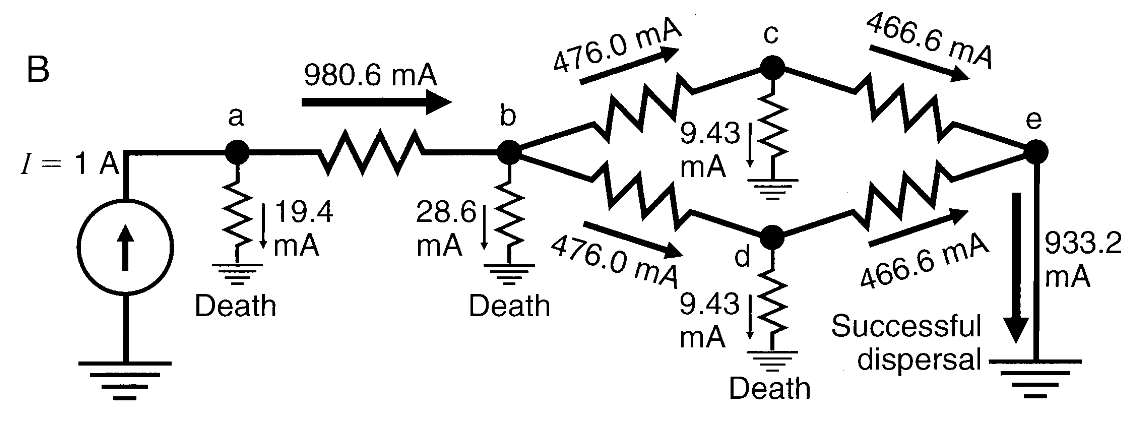 B
I = 1 A
a
980.6 mA
b
476.0 mA
c
466.6 mA
e
19.4
mA
Death
28.6
mA
Death
9.43
mA
476.0 mA
d
466.6 mA
9.43
mA
Death
933.2
mA
Successful
dispersal